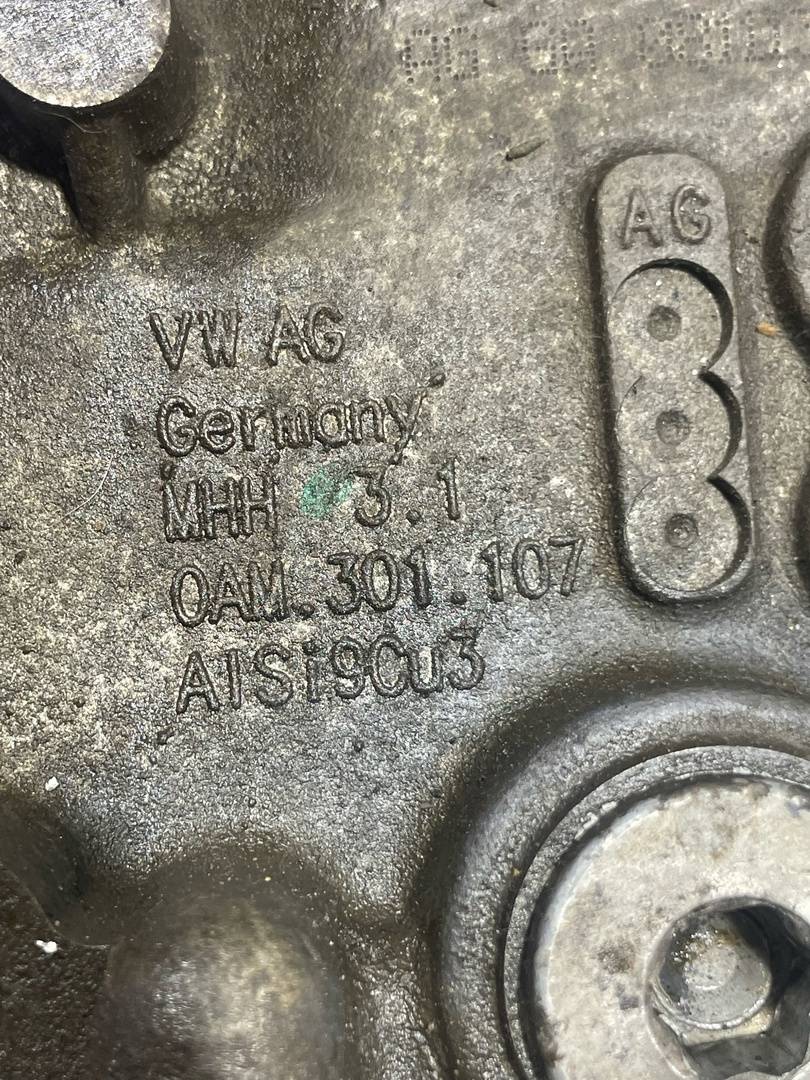 AG
VW AG
Germany
MHH 3.1
0AM.301.107
AlSi9Cu3